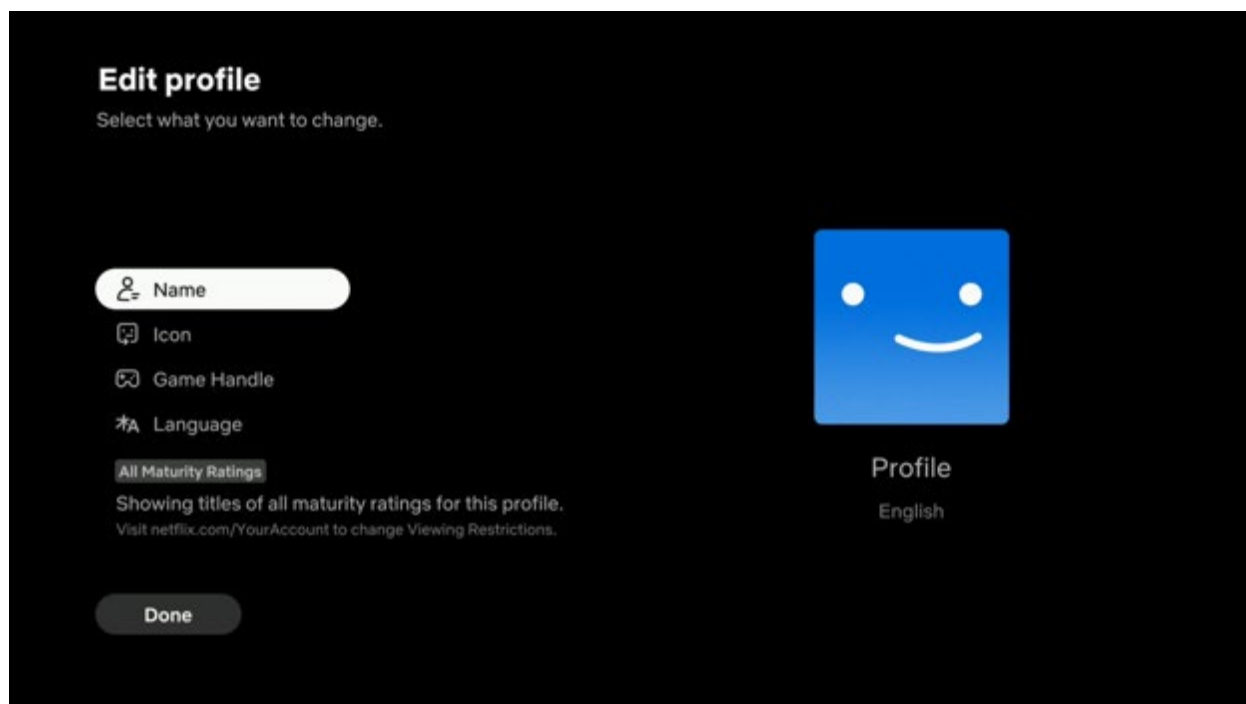 Edit profile
Select what you want to change.
Name
Icon
Game Handle
Language
All Maturity Ratings
Showing titles of all maturity ratings for this profile.
Visit netflix.com/YourAccount to change Viewing Restrictions.
Done
Profile
English